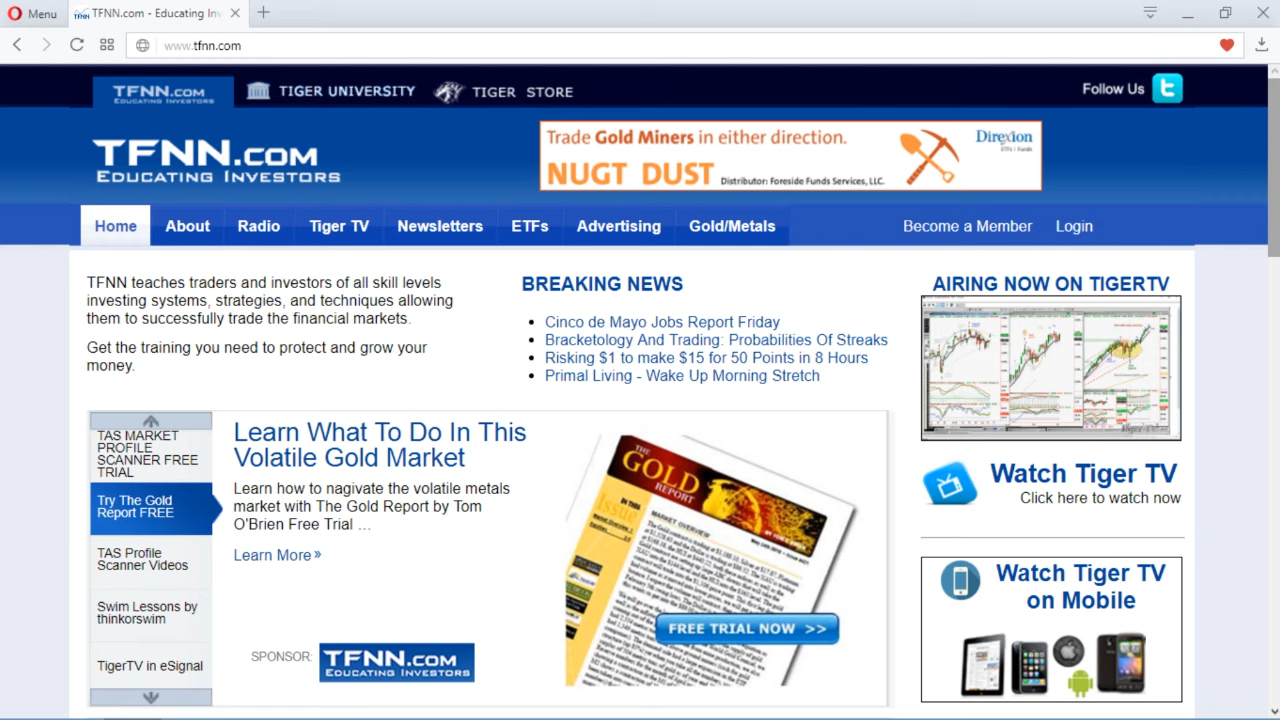 Menu
TFNN.com - Educating Inv
www.tfnn.com
TFNN.COM
EDUCATING INVESTORS
TIGER UNIVERSITY
TIGER STORE
Follow Us
TFNN.COM
EDUCATING INVESTORS
Trade Gold Miners in either direction.
NUGT DUST
Distributor: Foreside Funds Services, LLC.
Direxion
Home
About
Radio
Tiger TV
Newsletters
ETFs
Advertising
Gold/Metals
Become a Member
Login
TFNN teaches traders and investors of all skill levels
investing systems, strategies, and techniques allowing
them to successfully trade the financial markets.
Get the training you need to protect and grow your
money.
BREAKING NEWS
Cinco de Mayo Jobs Report Friday
Bracketology And Trading: Probabilities Of Streaks
Risking $1 to make $15 for 50 Points in 8 Hours
Primal Living - Wake Up Morning Stretch
AIRING NOW ON TIGERTV
Watch Tiger TV
Click here to watch now
Watch Tiger TV
on Mobile
TAS MARKET
PROFILE
SCANNER FREE
TRIAL
Try The Gold
Report FREE
TAS Profile
Scanner Videos
Swim Lessons by
thinkorswim
TigerTV in eSignal
Learn What To Do In This
Volatile Gold Market
Learn how to nagivate the volatile metals
market with The Gold Report by Tom
O'Brien Free Trial ...
Learn More »
SPONSOR:
TFNN.COM
EDUCATING INVESTORS
THE
GOLD
REPORT
Issue
IN THIS
MARKET OVERVIEW
FREE TRIAL NOW >>